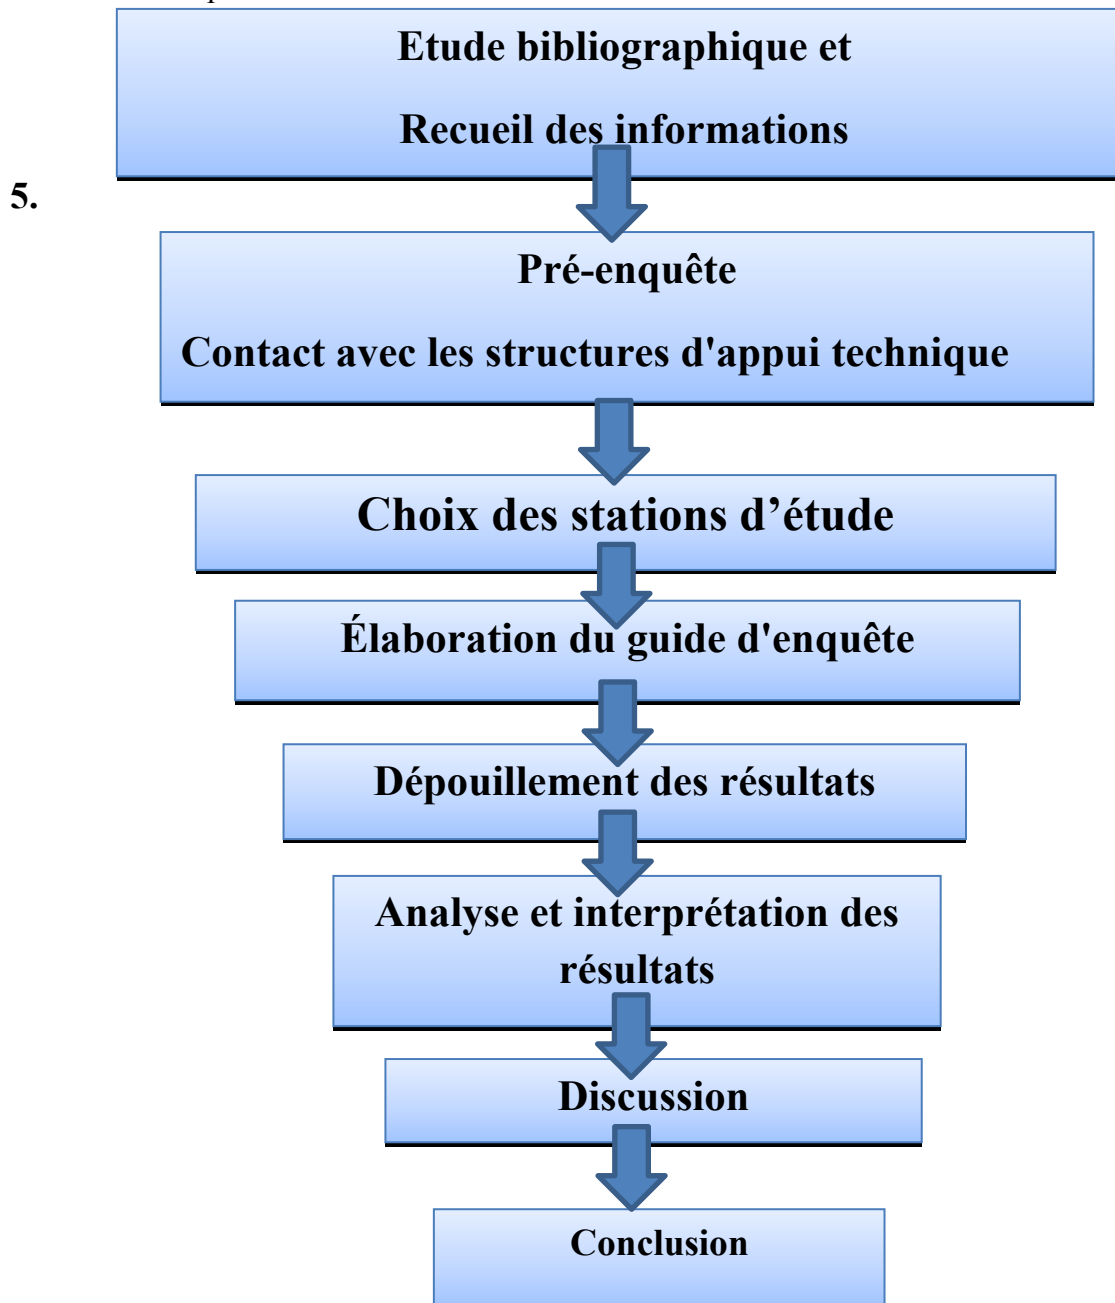 Etude bibliographique et
Recueil des informations
5.
Pré-enquête
Contact avec les structures d'appui technique
Choix des stations d’étude
Élaboration du guide d'enquête
Dépouillement des résultats
Analyse et interprétation des
résultats
Discussion
Conclusion